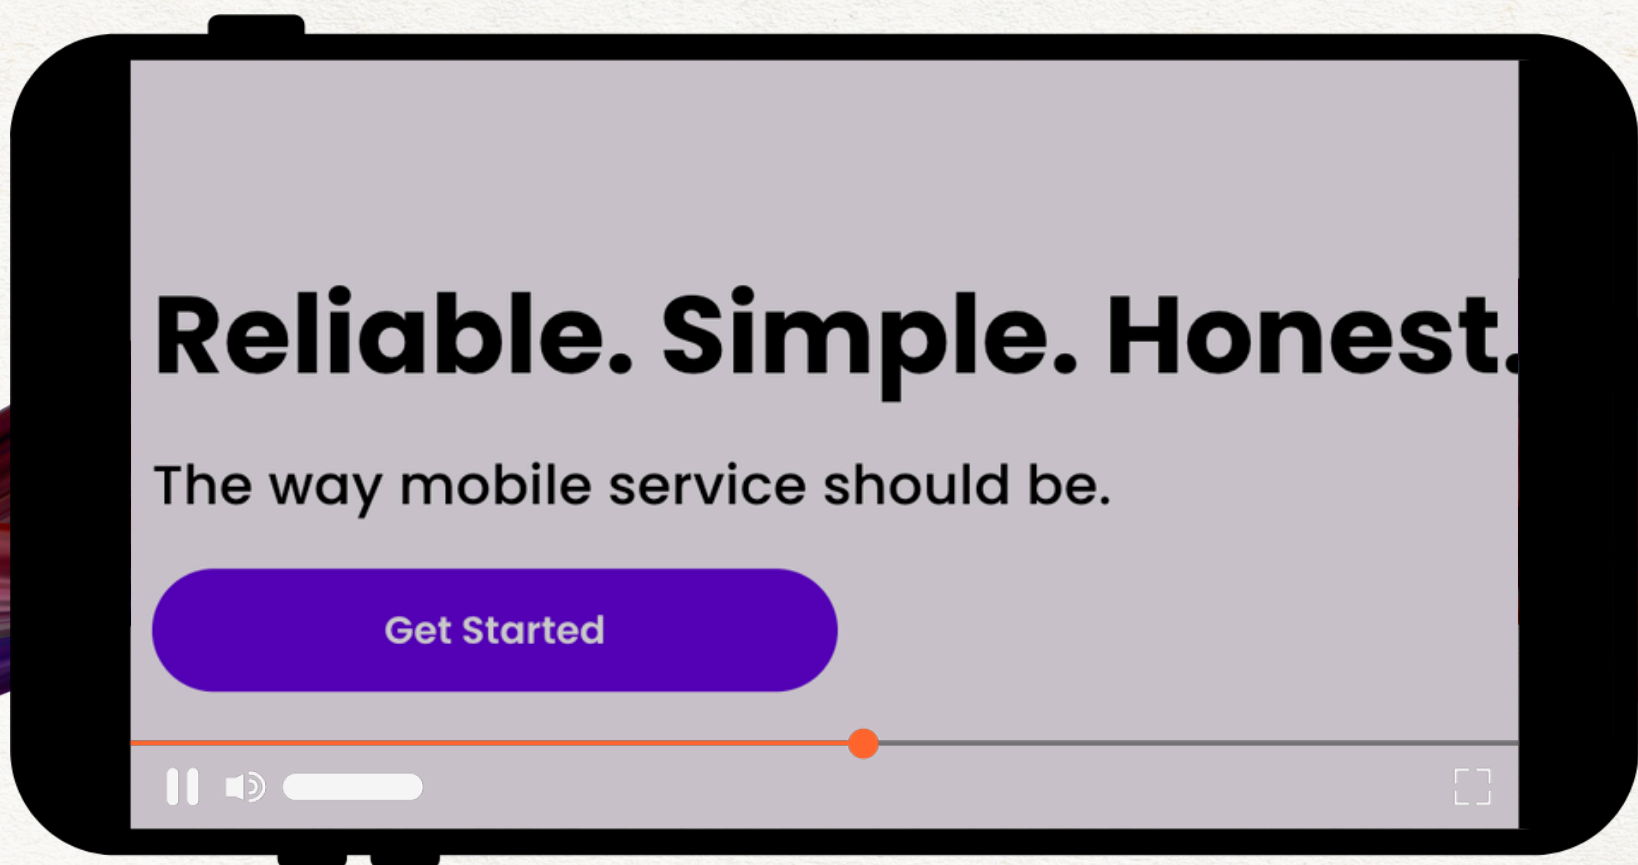 Reliable. Simple. Honest.
The way mobile service should be.
Get Started